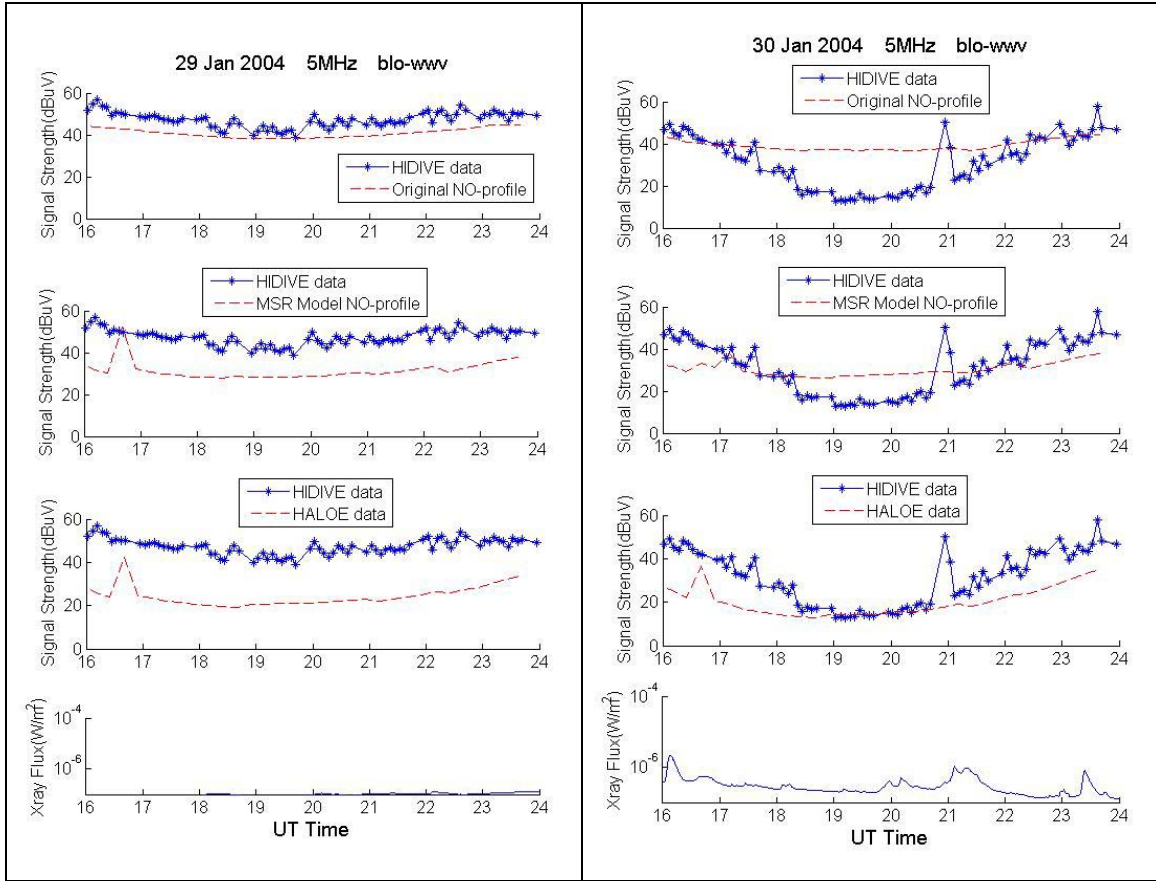 29 Jan 2004 5MHz blo-wwv
Signal Strength(dBuV)
60
40
20
0
HIDIVE data
Original NO-profile
16 17 18 19 20 21 22 23 24
Signal Strength(dBuV)
60
40
20
0
HIDIVE data
MSR Model NO-profile
16 17 18 19 20 21 22 23 24
Signal Strength(dBuV)
60
40
20
0
HIDIVE data
HALOE data
16 17 18 19 20 21 22 23 24
Xray Flux(W/m²)
10⁻⁴
10⁻⁶
16 17 18 19 20 21 22 23 24
UT Time
30 Jan 2004 5MHz blo-wwv
HIDIVE data
Original NO-profile
Signal Strength(dBuV)
60
40
20
0
16 17 18 19 20 21 22 23 24
HIDIVE data
MSR Model NO-profile
Signal Strength(dBuV)
60
40
20
0
16 17 18 19 20 21 22 23 24
HIDIVE data
HALOE data
Signal Strength(dBuV)
60
40
20
0
16 17 18 19 20 21 22 23 24
Xray Flux(W/m²)
10⁻⁴
10⁻⁶
16 17 18 19 20 21 22 23 24
UT Time